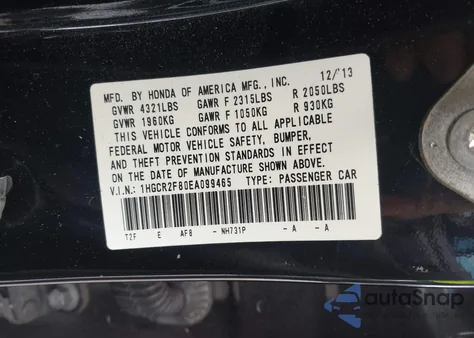 MFD. BY HONDA OF AMERICA MFG., INC. 12/'13
GVWR 4321LBS GAWR F 2315LBS R 2050LBS
GVWR 1960KG GAWR F 1050KG R 930KG
THIS VEHICLE CONFORMS TO ALL APPLICABLE
FEDERAL MOTOR VEHICLE SAFETY, BUMPER,
AND THEFT PREVENTION STANDARDS IN EFFECT
ON THE DATE OF MANUFACTURE SHOWN ABOVE.
V.I.N: 1HGCR2F80EA099465 TYPE: PASSENGER CAR
T2F E AF8 - NH731P - A - A
autoSnap